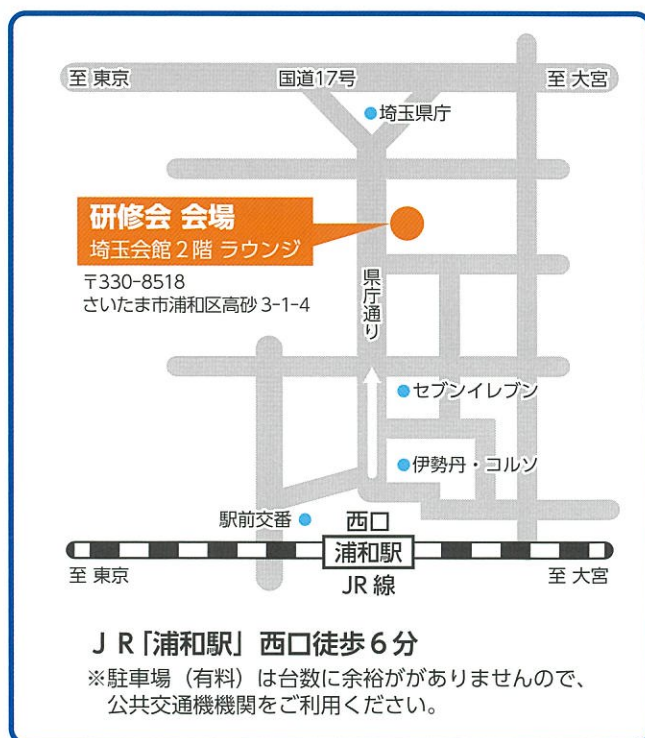 至 東京
国道17号
至 大宮
埼玉県庁
研修会 会場
埼玉会館2階 ラウンジ
〒330-8518
さいたま市浦和区高砂 3-1-4
県庁通り
セブンイレブン
伊勢丹・コルソ
駅前交番
西口
浦和駅
至 東京
JR 線
至 大宮
JR「浦和駅」西口徒歩6分
※駐車場（有料）は台数に余裕ががありませんので、
公共交通機機関をご利用ください。